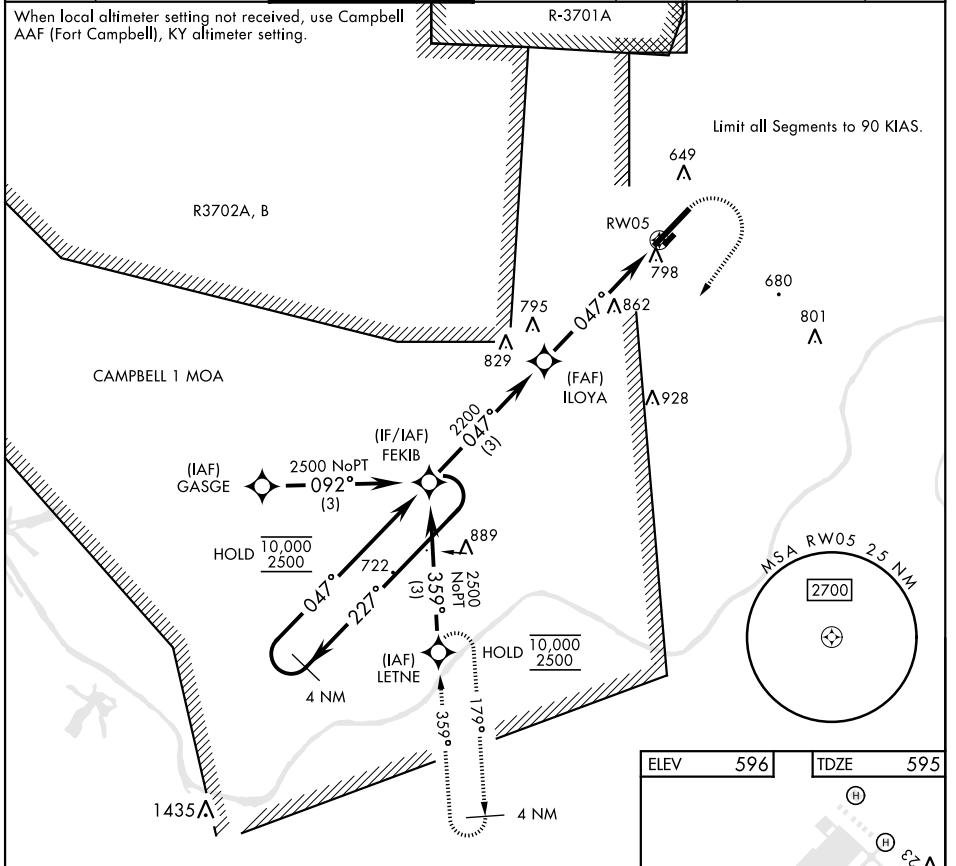 When local altimeter setting not received, use Campbell
AAF (Fort Campbell), KY altimeter setting.
R-3701A
Limit all Segments to 90 KIAS.
649
R3702A, B
RW05
798
680
795
862
801
047°
829
CAMPBELL 1 MOA
(FAF)
ILOYA
928
2200
047°
(3)
(IF/IAF)
FEKIB
(IAF)
GASGE
2500 NoPT
092°
(3)
HOLD 10,000
2500
889
722
047°
227°
359°
(3)
2500
NoPT
MSA RW05 25 NM
2700
(IAF)
LETNE
HOLD 10,000
2500
4 NM
359°
179°
4 NM
1435
ELEV 596
TDZE 595
H
H
23